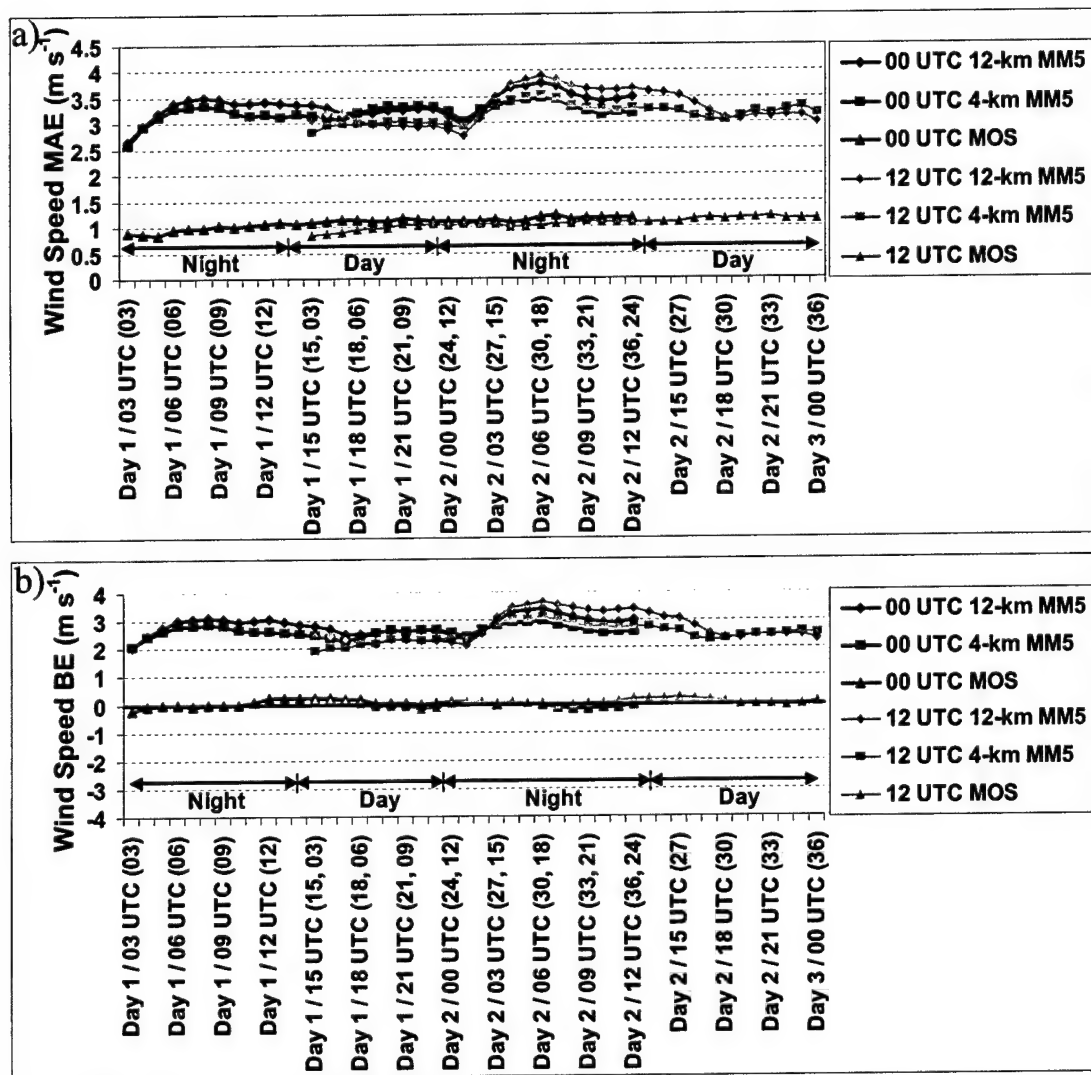 a)
Wind Speed MAE (m s⁻¹)
4.5
4
3.5
3
2.5
2
1.5
1
0.5
0
Night
Day
Night
Day
Day 1 / 03 UTC (03)
Day 1 / 06 UTC (06)
Day 1 / 09 UTC (09)
Day 1 / 12 UTC (12)
Day 1 / 15 UTC (15, 03)
Day 1 / 18 UTC (18, 06)
Day 1 / 21 UTC (21, 09)
Day 2 / 00 UTC (24, 12)
Day 2 / 03 UTC (27, 15)
Day 2 / 06 UTC (30, 18)
Day 2 / 09 UTC (33, 21)
Day 2 / 12 UTC (36, 24)
Day 2 / 15 UTC (27)
Day 2 / 18 UTC (30)
Day 2 / 21 UTC (33)
Day 3 / 00 UTC (36)
00 UTC 12-km MM5
00 UTC 4-km MM5
00 UTC MOS
12 UTC 12-km MM5
12 UTC 4-km MM5
12 UTC MOS
b)
Wind Speed BE (m s⁻¹)
4
3
2
1
0
-1
-2
-3
-4
Night
Day
Night
Day
Day 1 / 03 UTC (03)
Day 1 / 06 UTC (06)
Day 1 / 09 UTC (09)
Day 1 / 12 UTC (12)
Day 1 / 15 UTC (15, 03)
Day 1 / 18 UTC (18, 06)
Day 1 / 21 UTC (21, 09)
Day 2 / 00 UTC (24, 12)
Day 2 / 03 UTC (27, 15)
Day 2 / 06 UTC (30, 18)
Day 2 / 09 UTC (33, 21)
Day 2 / 12 UTC (36, 24)
Day 2 / 15 UTC (27)
Day 2 / 18 UTC (30)
Day 2 / 21 UTC (33)
Day 3 / 00 UTC (36)
00 UTC 12-km MM5
00 UTC 4-km MM5
00 UTC MOS
12 UTC 12-km MM5
12 UTC 4-km MM5
12 UTC MOS